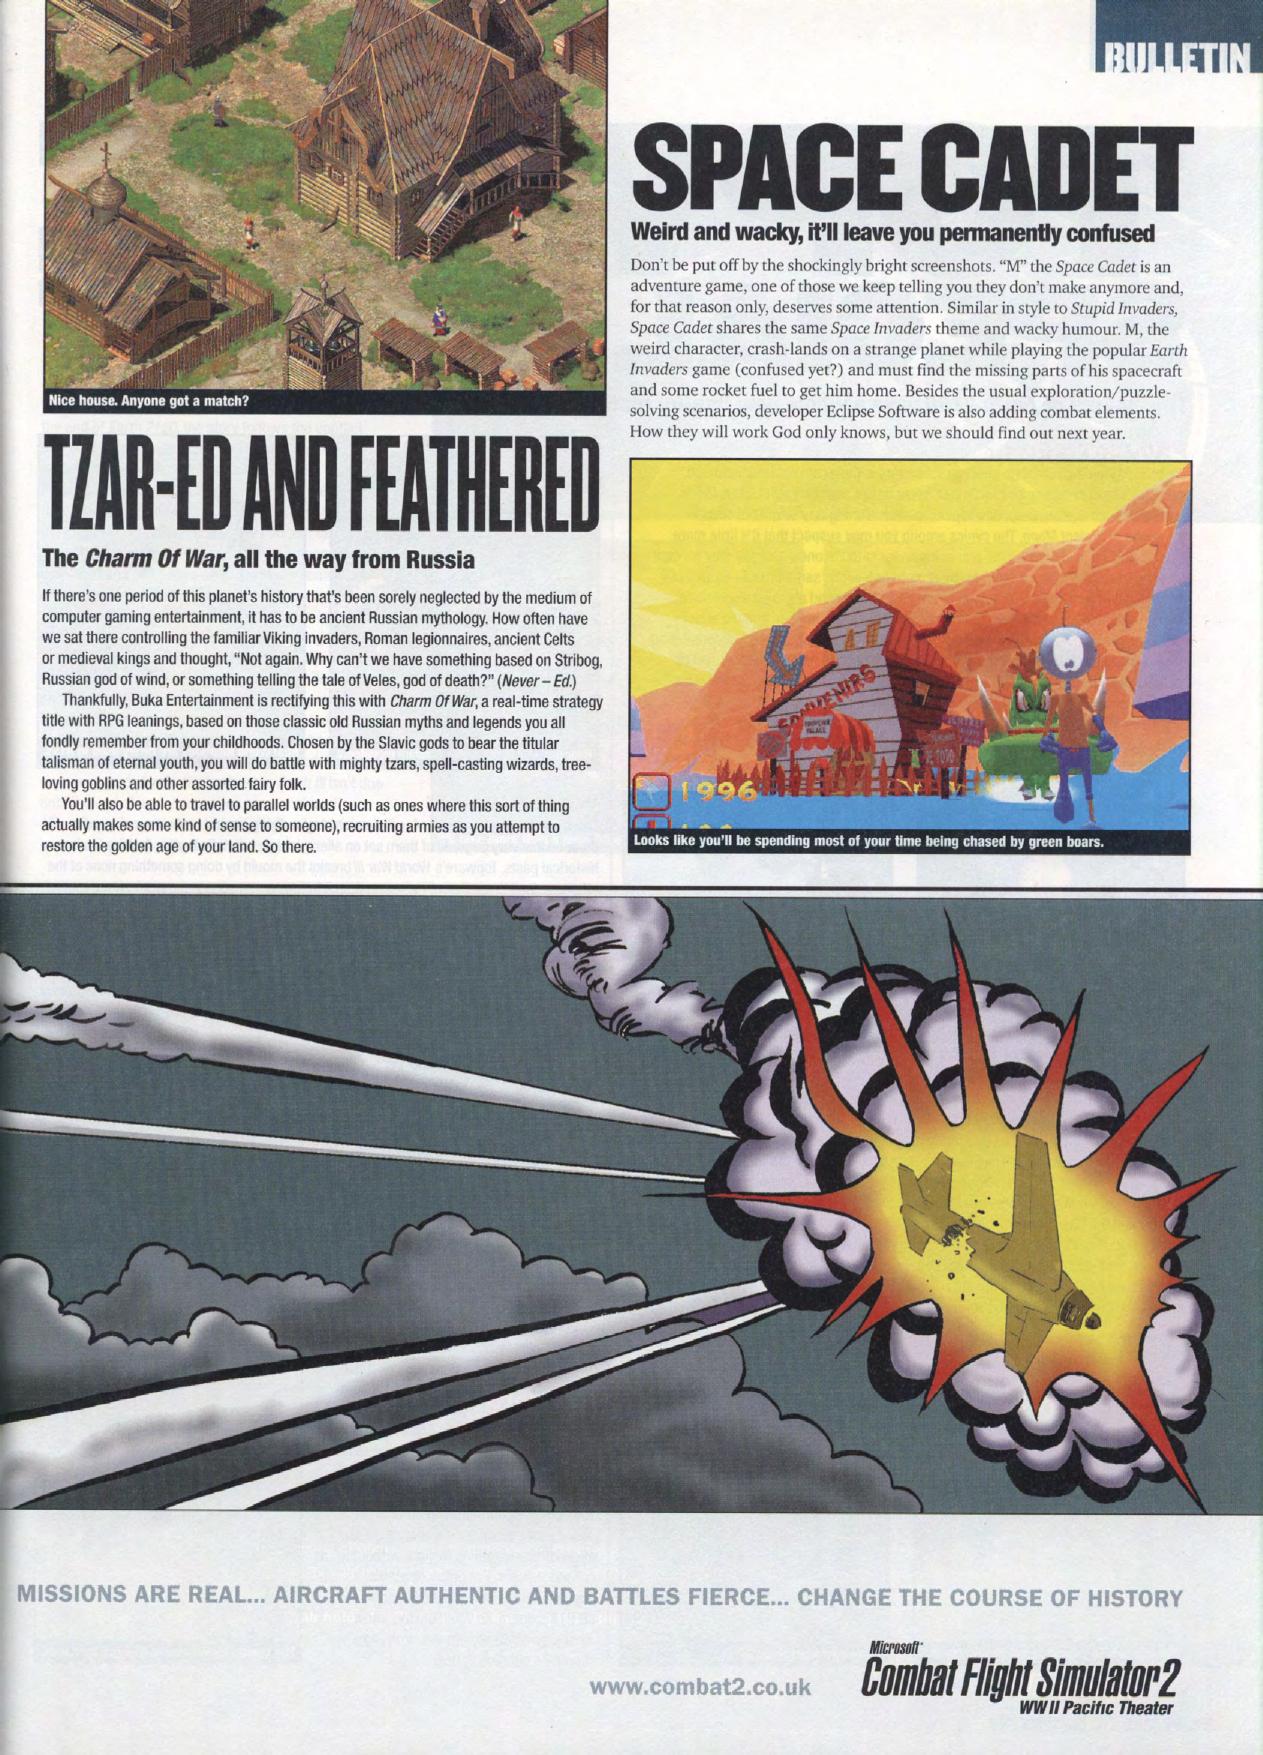 BULLETIN
Nice house. Anyone got a match?
TZAR-ED AND FEATHERED
The Charm Of War, all the way from Russia
If there's one period of this planet's history that's been sorely neglected by the medium of
computer gaming entertainment, it has to be ancient Russian mythology. How often have
we sat there controlling the familiar Viking invaders, Roman legionnaires, ancient Celts
or medieval kings and thought, "Not again. Why can't we have something based on Stribog,
Russian god of wind, or something telling the tale of Veles, god of death?" (Never – Ed.)
Thankfully, Buka Entertainment is rectifying this with Charm Of War, a real-time strategy
title with RPG leanings, based on those classic old Russian myths and legends you all
fondly remember from your childhoods. Chosen by the Slavic gods to bear the titular
talisman of eternal youth, you will do battle with mighty tzars, spell-casting wizards, tree-
loving goblins and other assorted fairy folk.
You'll also be able to travel to parallel worlds (such as ones where this sort of thing
actually makes some kind of sense to someone), recruiting armies as you attempt to
restore the golden age of your land. So there.
SPACE CADET
Weird and wacky, it'll leave you permanently confused
Don't be put off by the shockingly bright screenshots. "M" the Space Cadet is an
adventure game, one of those we keep telling you they don't make anymore and,
for that reason only, deserves some attention. Similar in style to Stupid Invaders,
Space Cadet shares the same Space Invaders theme and wacky humour. M, the
weird character, crash-lands on a strange planet while playing the popular Earth
Invaders game (confused yet?) and must find the missing parts of his spacecraft
and some rocket fuel to get him home. Besides the usual exploration/puzzle-
solving scenarios, developer Eclipse Software is also adding combat elements.
How they will work God only knows, but we should find out next year.
SOUVENIRS
1996
Looks like you'll be spending most of your time being chased by green boars.
MISSIONS ARE REAL... AIRCRAFT AUTHENTIC AND BATTLES FIERCE... CHANGE THE COURSE OF HISTORY
www.combat2.co.uk
Microsoft
Combat Flight Simulator 2
WW II Pacific Theater